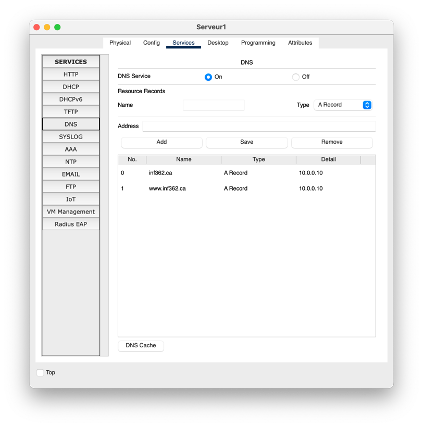 Serveur1
Physical Config Services Desktop Programming Attributes
SERVICES
HTTP
DHCP
DHCPv6
TFTP
DNS
SYSLOG
AAA
NTP
EMAIL
FTP
IoT
VM Management
Radius EAP
DNS
DNS Service On Off
Resource Records
Name Type A Record
Address
Add Save Remove
No. Name Type Detail
0 inf362.ca A Record 10.0.0.10
1 www.inf362.ca A Record 10.0.0.10
DNS Cache
Top